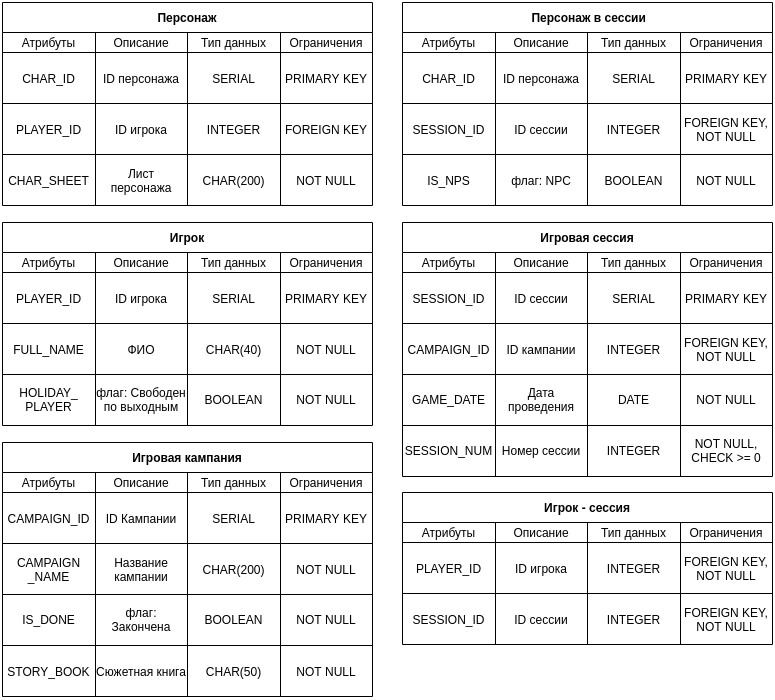 Персонаж
Атрибуты Описание Тип данных Ограничения
CHAR_ID ID персонажа SERIAL PRIMARY KEY
PLAYER_ID ID игрока INTEGER FOREIGN KEY
CHAR_SHEET Лист персонажа CHAR(200) NOT NULL
Игрок
Атрибуты Описание Тип данных Ограничения
PLAYER_ID ID игрока SERIAL PRIMARY KEY
FULL_NAME ФИО CHAR(40) NOT NULL
HOLIDAY_ PLAYER флаг: Свободен по выходным BOOLEAN NOT NULL
Игровая кампания
Атрибуты Описание Тип данных Ограничения
CAMPAIGN_ID ID Кампании SERIAL PRIMARY KEY
CAMPAIGN _NAME Название кампании CHAR(200) NOT NULL
IS_DONE флаг: Закончена BOOLEAN NOT NULL
STORY_BOOK Сюжетная книга CHAR(50) NOT NULL
Персонаж в сессии
Атрибуты Описание Тип данных Ограничения
CHAR_ID ID персонажа SERIAL PRIMARY KEY
SESSION_ID ID сессии INTEGER FOREIGN KEY, NOT NULL
IS_NPS флаг: NPC BOOLEAN NOT NULL
Игровая сессия
Атрибуты Описание Тип данных Ограничения
SESSION_ID ID сессии SERIAL PRIMARY KEY
CAMPAIGN_ID ID кампании INTEGER FOREIGN KEY, NOT NULL
GAME_DATE Дата проведения DATE NOT NULL
SESSION_NUM Номер сессии INTEGER NOT NULL, CHECK >= 0
Игрок - сессия
Атрибуты Описание Тип данных Ограничения
PLAYER_ID ID игрока INTEGER FOREIGN KEY, NOT NULL
SESSION_ID ID сессии INTEGER FOREIGN KEY, NOT NULL